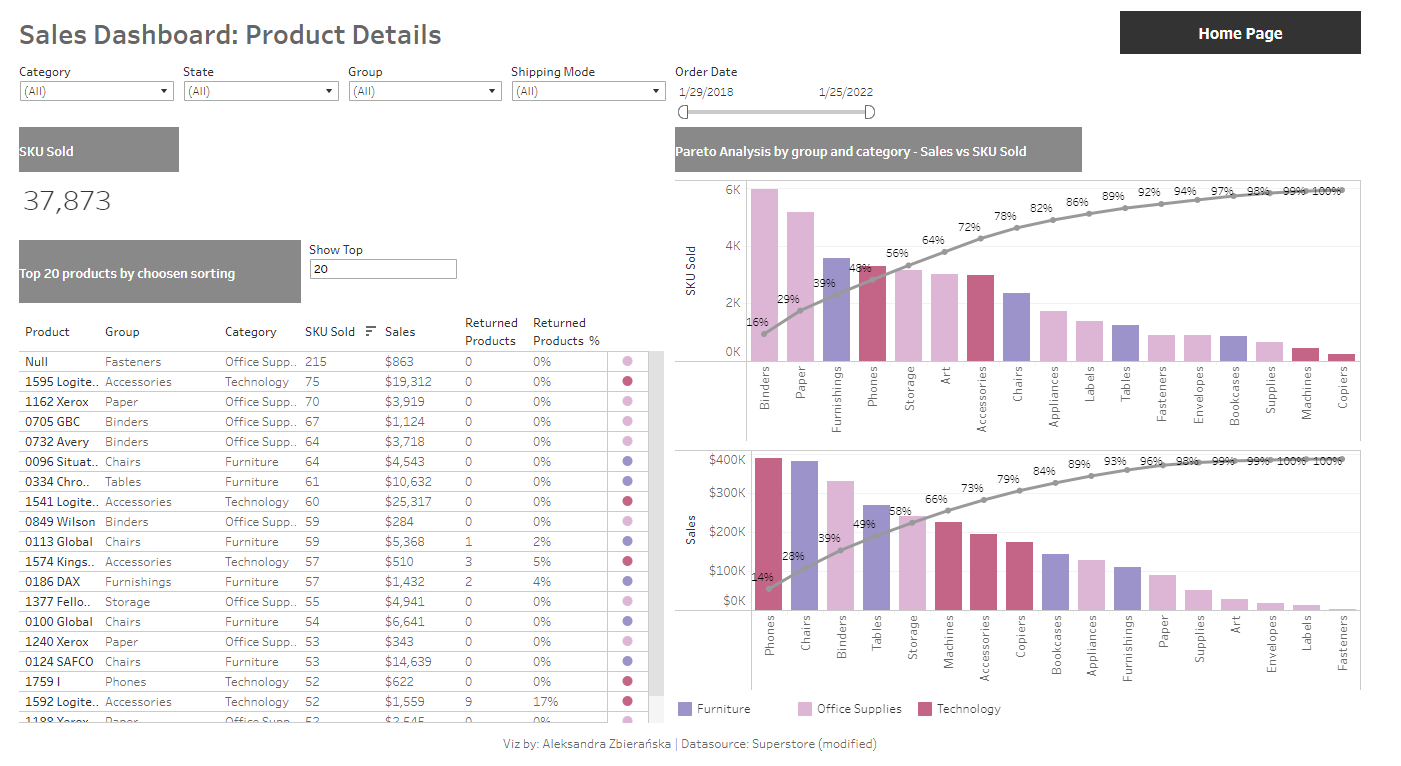 Sales Dashboard: Product Details
Home Page
Category
State
Group
Shipping Mode
Order Date
(All)
(All)
(All)
(All)
1/29/2018
1/25/2022
SKU Sold
37,873
Top 20 products by choosen sorting
Show Top
20
Product Group Category SKU Sold Sales Returned Products Returned Products %
Null Fasteners Office Supp.. 215 $863 0 0%
1595 Logite.. Accessories Technology 75 $19,312 0 0%
1162 Xerox Paper Office Supp.. 70 $3,919 0 0%
0705 GBC Binders Office Supp.. 67 $1,124 0 0%
0732 Avery Binders Office Supp.. 64 $3,718 0 0%
0096 Situat.. Chairs Furniture 64 $4,543 0 0%
0334 Chro.. Tables Furniture 61 $10,632 0 0%
1541 Logite.. Accessories Technology 60 $25,317 0 0%
0849 Wilson Binders Office Supp.. 59 $284 0 0%
0113 Global Chairs Furniture 59 $5,368 1 2%
1574 Kings.. Accessories Technology 57 $510 3 5%
0186 DAX Furnishings Furniture 57 $1,432 2 4%
1377 Fello.. Storage Office Supp.. 55 $4,941 0 0%
0100 Global Chairs Furniture 54 $6,641 0 0%
1240 Xerox Paper Office Supp.. 53 $343 0 0%
0124 SAFCO Chairs Furniture 53 $14,639 0 0%
1759 I Phones Technology 52 $622 0 0%
1592 Logite.. Accessories Technology 52 $1,559 9 17%
1188 Xerox Paper Office Supp.. 52 $2,545 0 0%
Pareto Analysis by group and category - Sales vs SKU Sold
SKU Sold
6K
4K
2K
0K
16% 29% 39% 48% 56% 64% 72% 78% 82% 86% 89% 92% 94% 97% 98% 99% 100%
Binders
Paper
Furnishings
Phones
Storage
Art
Accessories
Chairs
Appliances
Labels
Tables
Fasteners
Envelopes
Bookcases
Supplies
Machines
Copiers
Sales
$400K
$300K
$200K
$100K
$0K
14% 28% 39% 49% 58% 66% 73% 79% 84% 89% 93% 96% 98% 99% 99% 100% 100%
Phones
Chairs
Binders
Tables
Storage
Machines
Accessories
Copiers
Bookcases
Appliances
Furnishings
Paper
Supplies
Art
Envelopes
Labels
Fasteners
Furniture
Office Supplies
Technology
Viz by: Aleksandra Zbierańska | Datasource: Superstore (modified)